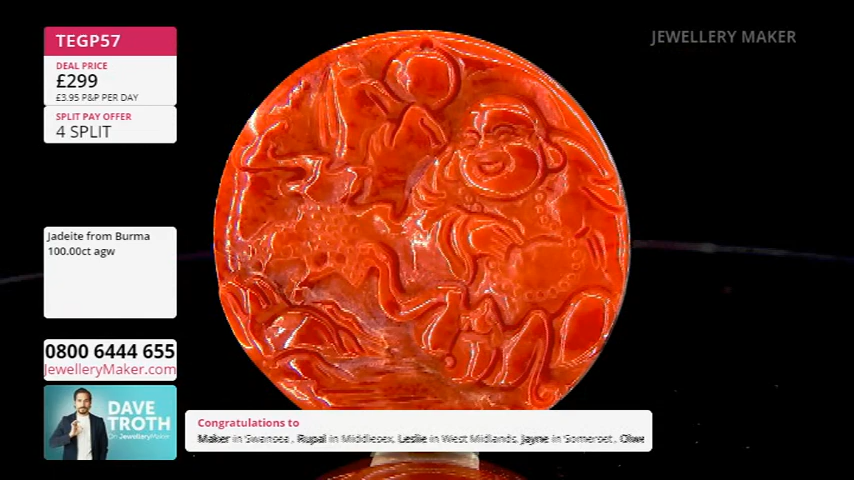 TEGP57
DEAL PRICE
£299
£3.95 P&P PER DAY
SPLIT PAY OFFER
4 SPLIT
JEWELLERY MAKER
Jadeite from Burma
100.00ct agw
0800 6444 655
JewelleryMaker.com
DAVE
TROTH
On JewelleryMaker
Congratulations to
Maker in Swansea, Rupal in Middlesex, Leslie in West Midlands, Jayne in Somerset, Olwe